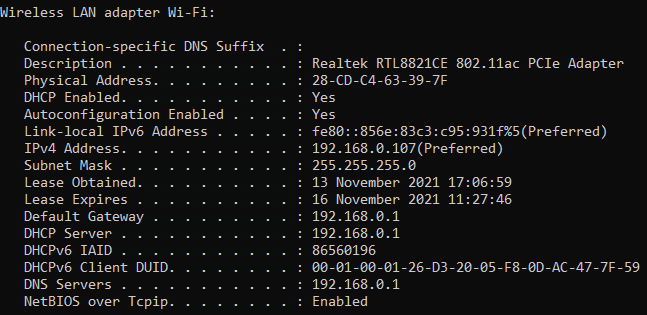 Wireless LAN adapter Wi-Fi:
Connection-specific DNS Suffix  . :
Description . . . . . . . . . . . : Realtek RTL8821CE 802.11ac PCIe Adapter
Physical Address. . . . . . . . . : 28-CD-C4-63-39-7F
DHCP Enabled. . . . . . . . . . . : Yes
Autoconfiguration Enabled . . . . : Yes
Link-local IPv6 Address . . . . . : fe80::856e:83c3:c95:931f%5(Preferred)
IPv4 Address. . . . . . . . . . . : 192.168.0.107(Preferred)
Subnet Mask . . . . . . . . . . . : 255.255.255.0
Lease Obtained. . . . . . . . . . : 13 November 2021 17:06:59
Lease Expires . . . . . . . . . . : 16 November 2021 11:27:46
Default Gateway . . . . . . . . . : 192.168.0.1
DHCP Server . . . . . . . . . . . : 192.168.0.1
DHCPv6 IAID . . . . . . . . . . . : 86560196
DHCPv6 Client DUID. . . . . . . . : 00-01-00-01-26-D3-20-05-F8-0D-AC-47-7F-59
DNS Servers . . . . . . . . . . . : 192.168.0.1
NetBIOS over Tcpip. . . . . . . . : Enabled